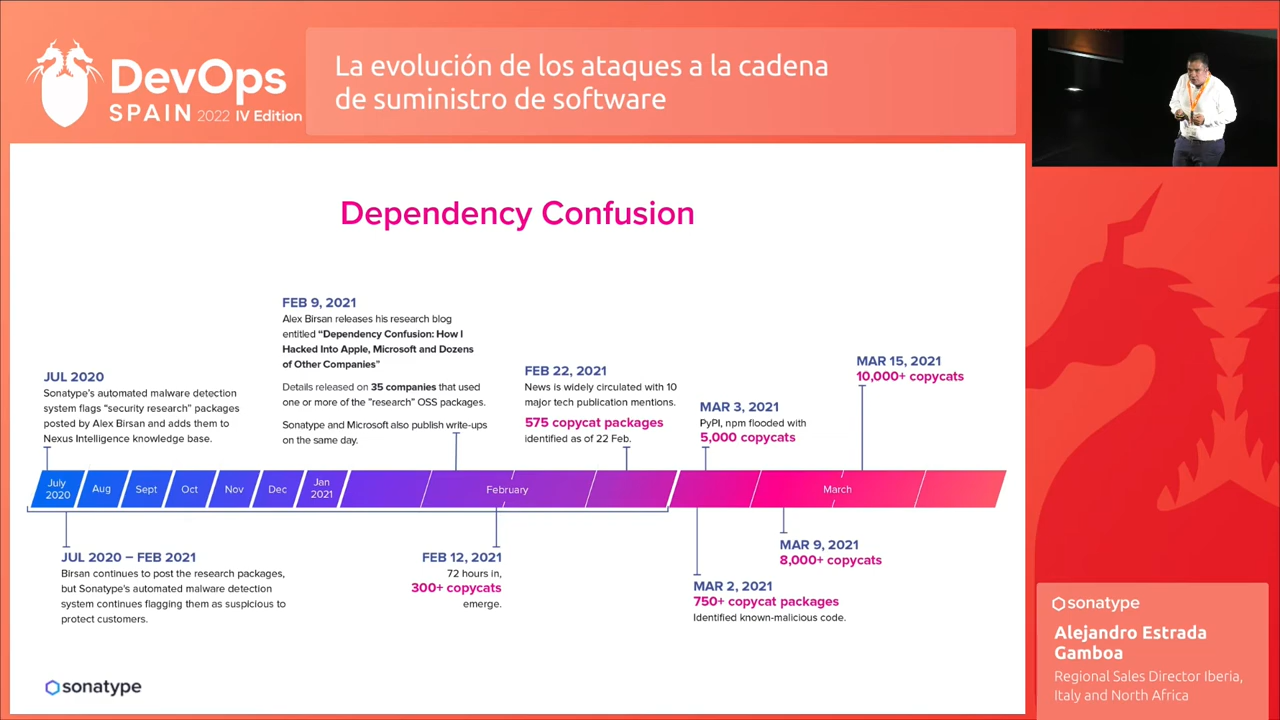 DevOps
SPAIN 2022 IV Edition
La evolución de los ataques a la cadena
de suministro de software
Dependency Confusion
FEB 9, 2021
Alex Birsan releases his research blog
entitled “Dependency Confusion: How I
Hacked Into Apple, Microsoft and Dozens
of Other Companies”
Details released on 35 companies that used
one or more of the "research" OSS packages.
Sonatype and Microsoft also publish write-ups
on the same day.
JUL 2020
Sonatype's automated malware detection
system flags “security research” packages
posted by Alex Birsan and adds them to
Nexus Intelligence knowledge base.
FEB 22, 2021
News is widely circulated with 10
major tech publication mentions.
575 copycat packages
identified as of 22 Feb.
MAR 3, 2021
PyPI, npm flooded with
5,000 copycats
MAR 15, 2021
10,000+ copycats
July
2020
Aug
Sept
Oct
Nov
Dec
Jan
2021
February
March
JUL 2020 – FEB 2021
Birsan continues to post the research packages,
but Sonatype's automated malware detection
system continues flagging them as suspicious to
protect customers.
FEB 12, 2021
72 hours in,
300+ copycats
emerge.
MAR 9, 2021
8,000+ copycats
MAR 2, 2021
750+ copycat packages
Identified known-malicious code.
sonatype
sonatype
Alejandro Estrada
Gamboa
Regional Sales Director Iberia,
Italy and North Africa